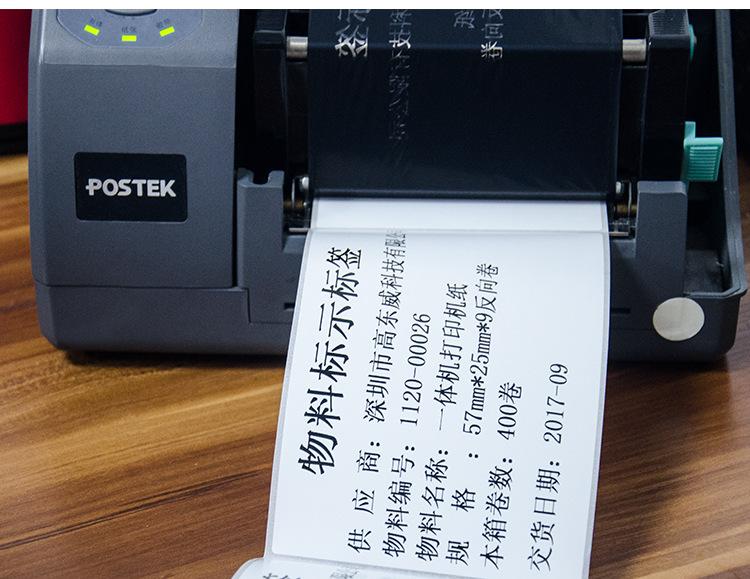 POSTEK
物料标示标签
供应商：深圳市高东威科技有限公
物料编号：1120-00026
物料名称：一体机打印机纸
规格：57mm*25mm*9反向卷
本箱卷数：400卷
交货日期：2017-09